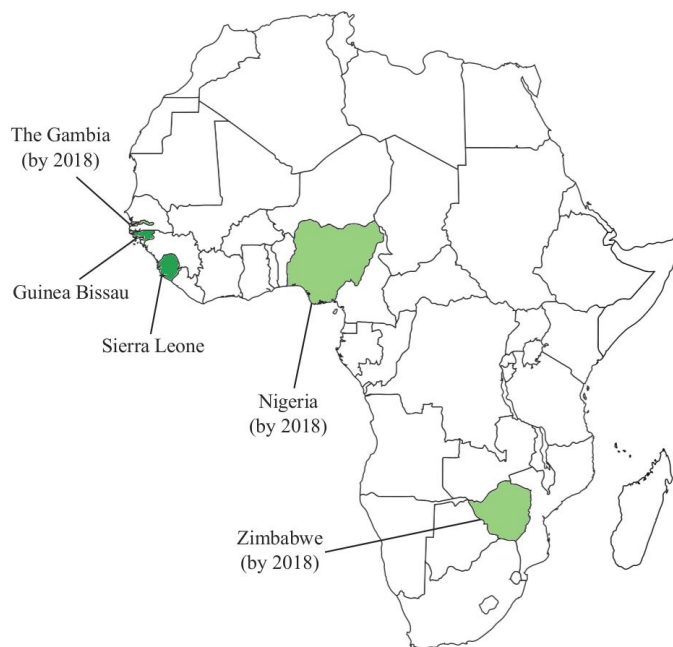 The Gambia
(by 2018)
Guinea Bissau
Sierra Leone
Nigeria
(by 2018)
Zimbabwe
(by 2018)